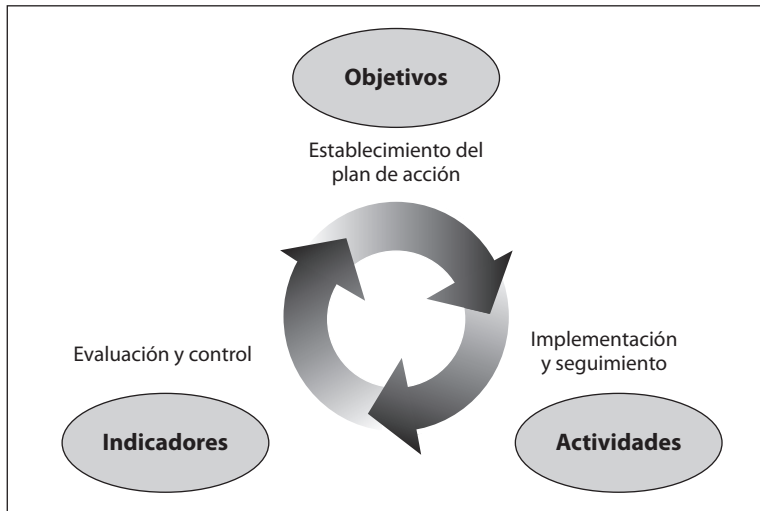 Objetivos
Establecimiento del
plan de acción
Evaluación y control
Implementación
y seguimiento
Indicadores
Actividades